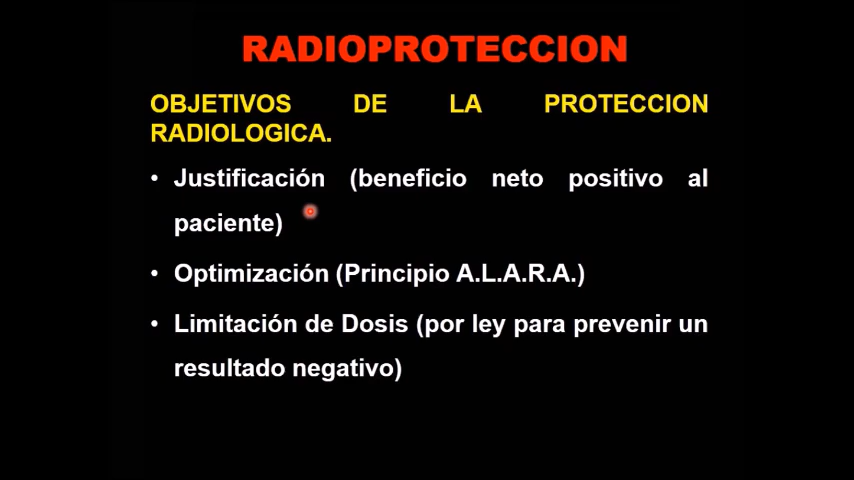 RADIOPROTECCION
OBJETIVOS DE LA PROTECCION
RADIOLOGICA.
• Justificación (beneficio neto positivo al
paciente)
• Optimización (Principio A.L.A.R.A.)
• Limitación de Dosis (por ley para prevenir un
resultado negativo)